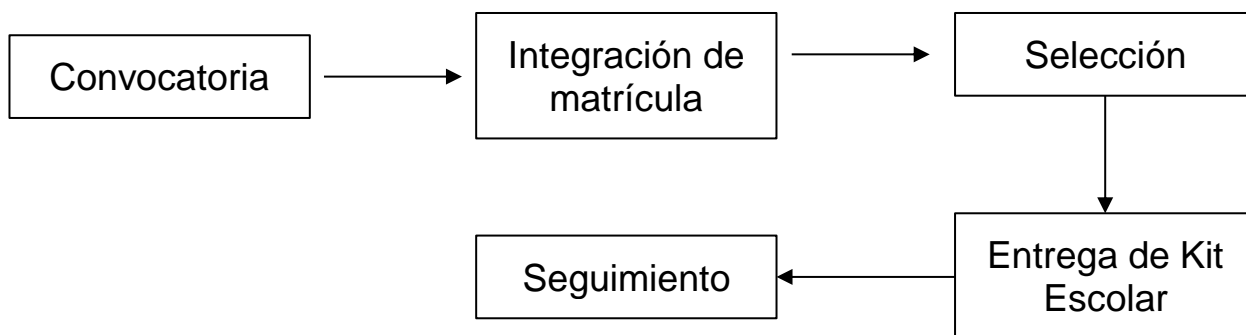 Convocatoria
Integración de
matrícula
Selección
Entrega de Kit
Escolar
Seguimiento